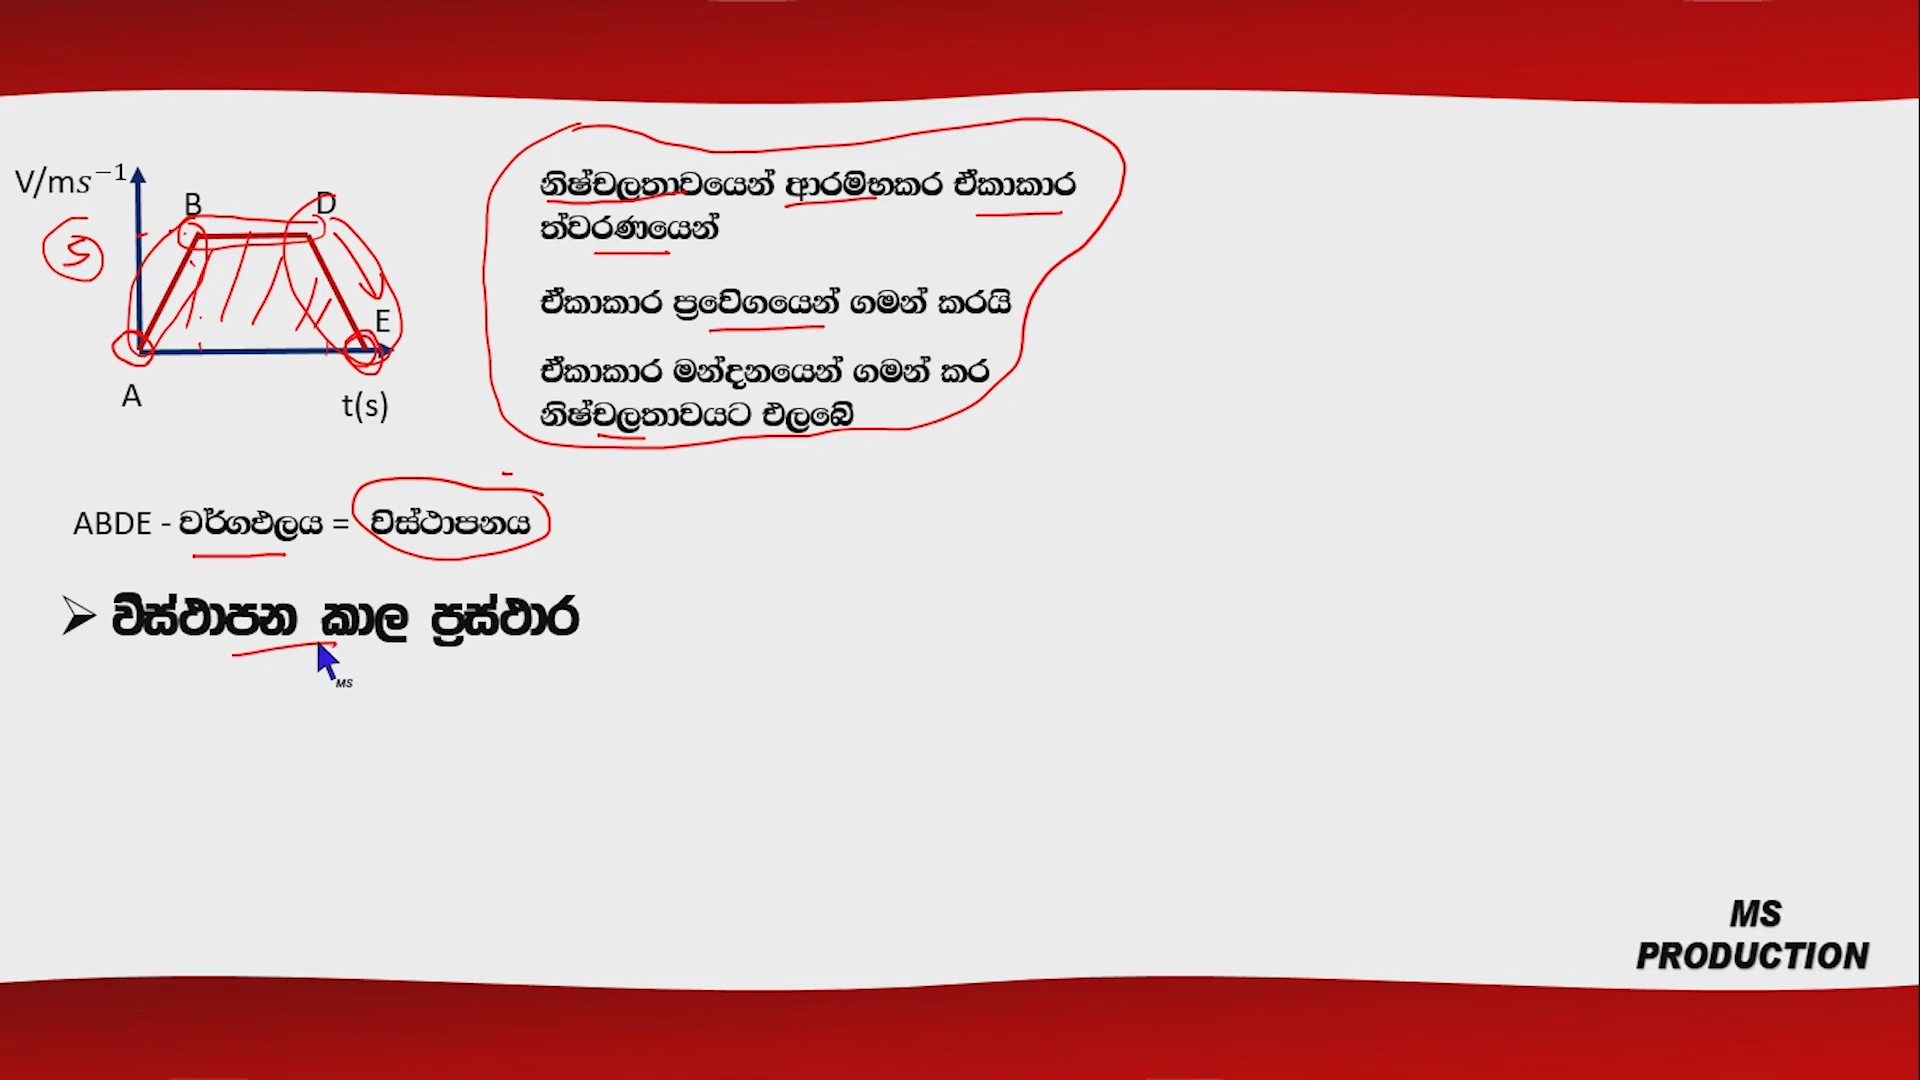 V/ms⁻¹
B
D
S
E
A
t(s)
නිෂ්චලතාවයෙන් ආරම්භකර ඒකාකාර
ත්වරණයෙන්
ඒකාකාර ප්‍රවේගයෙන් ගමන් කරයි
ඒකාකාර මන්දනයෙන් ගමන් කර
නිෂ්චලතාවයට එලබේ
ABDE - වර්ගඵලය = විස්ථාපනය
➢ විස්ථාපන කාල ප්‍රස්ථාර
MS
MS
PRODUCTION